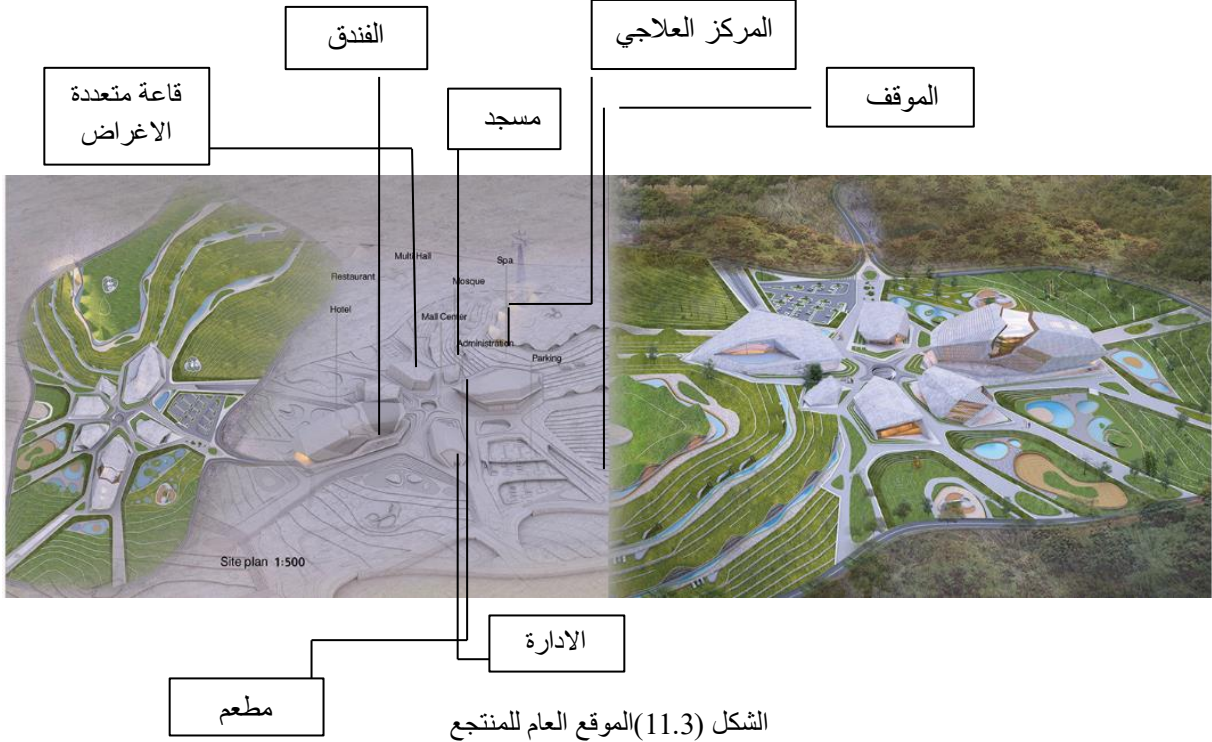 المركز العلاجي
الفندق
الموقف
قاعة متعددة
الاغراض
مسجد
Multi Hall
Spa
Restaurant
Mosque
Hotel
Mall Center
Administration
Parking
Site plan 1:500
الادارة
مطعم
الشكل (11.3)الموقع العام للمنتجع